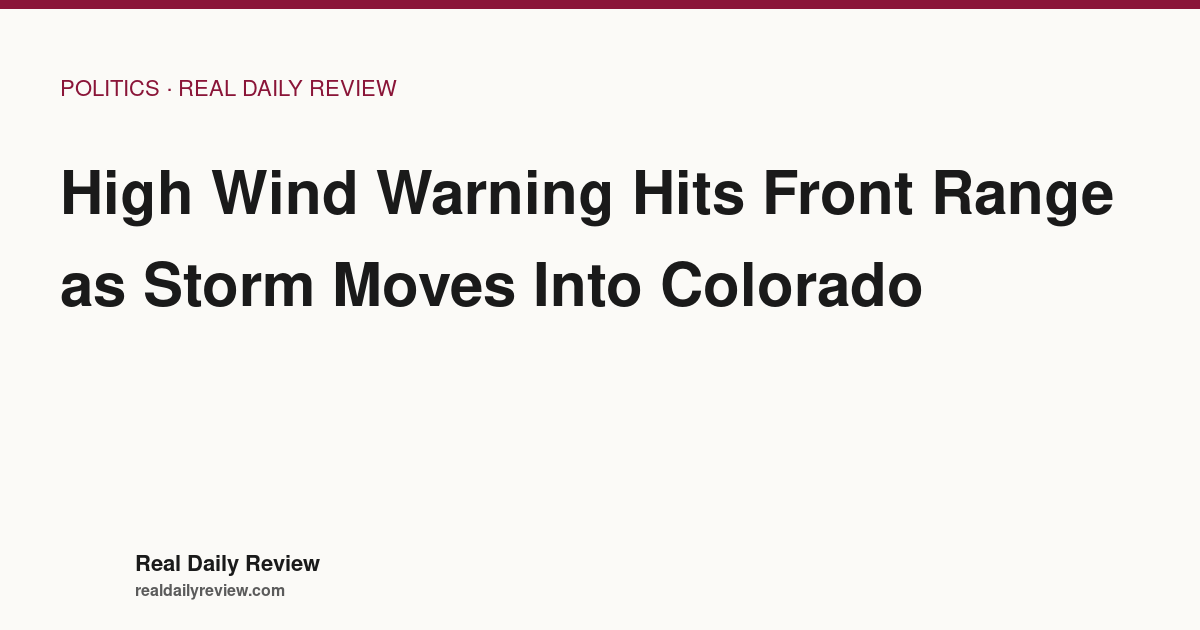 POLITICS · REAL DAILY REVIEW
High Wind Warning Hits Front Range
as Storm Moves Into Colorado
Real Daily Review
realdailyreview.com